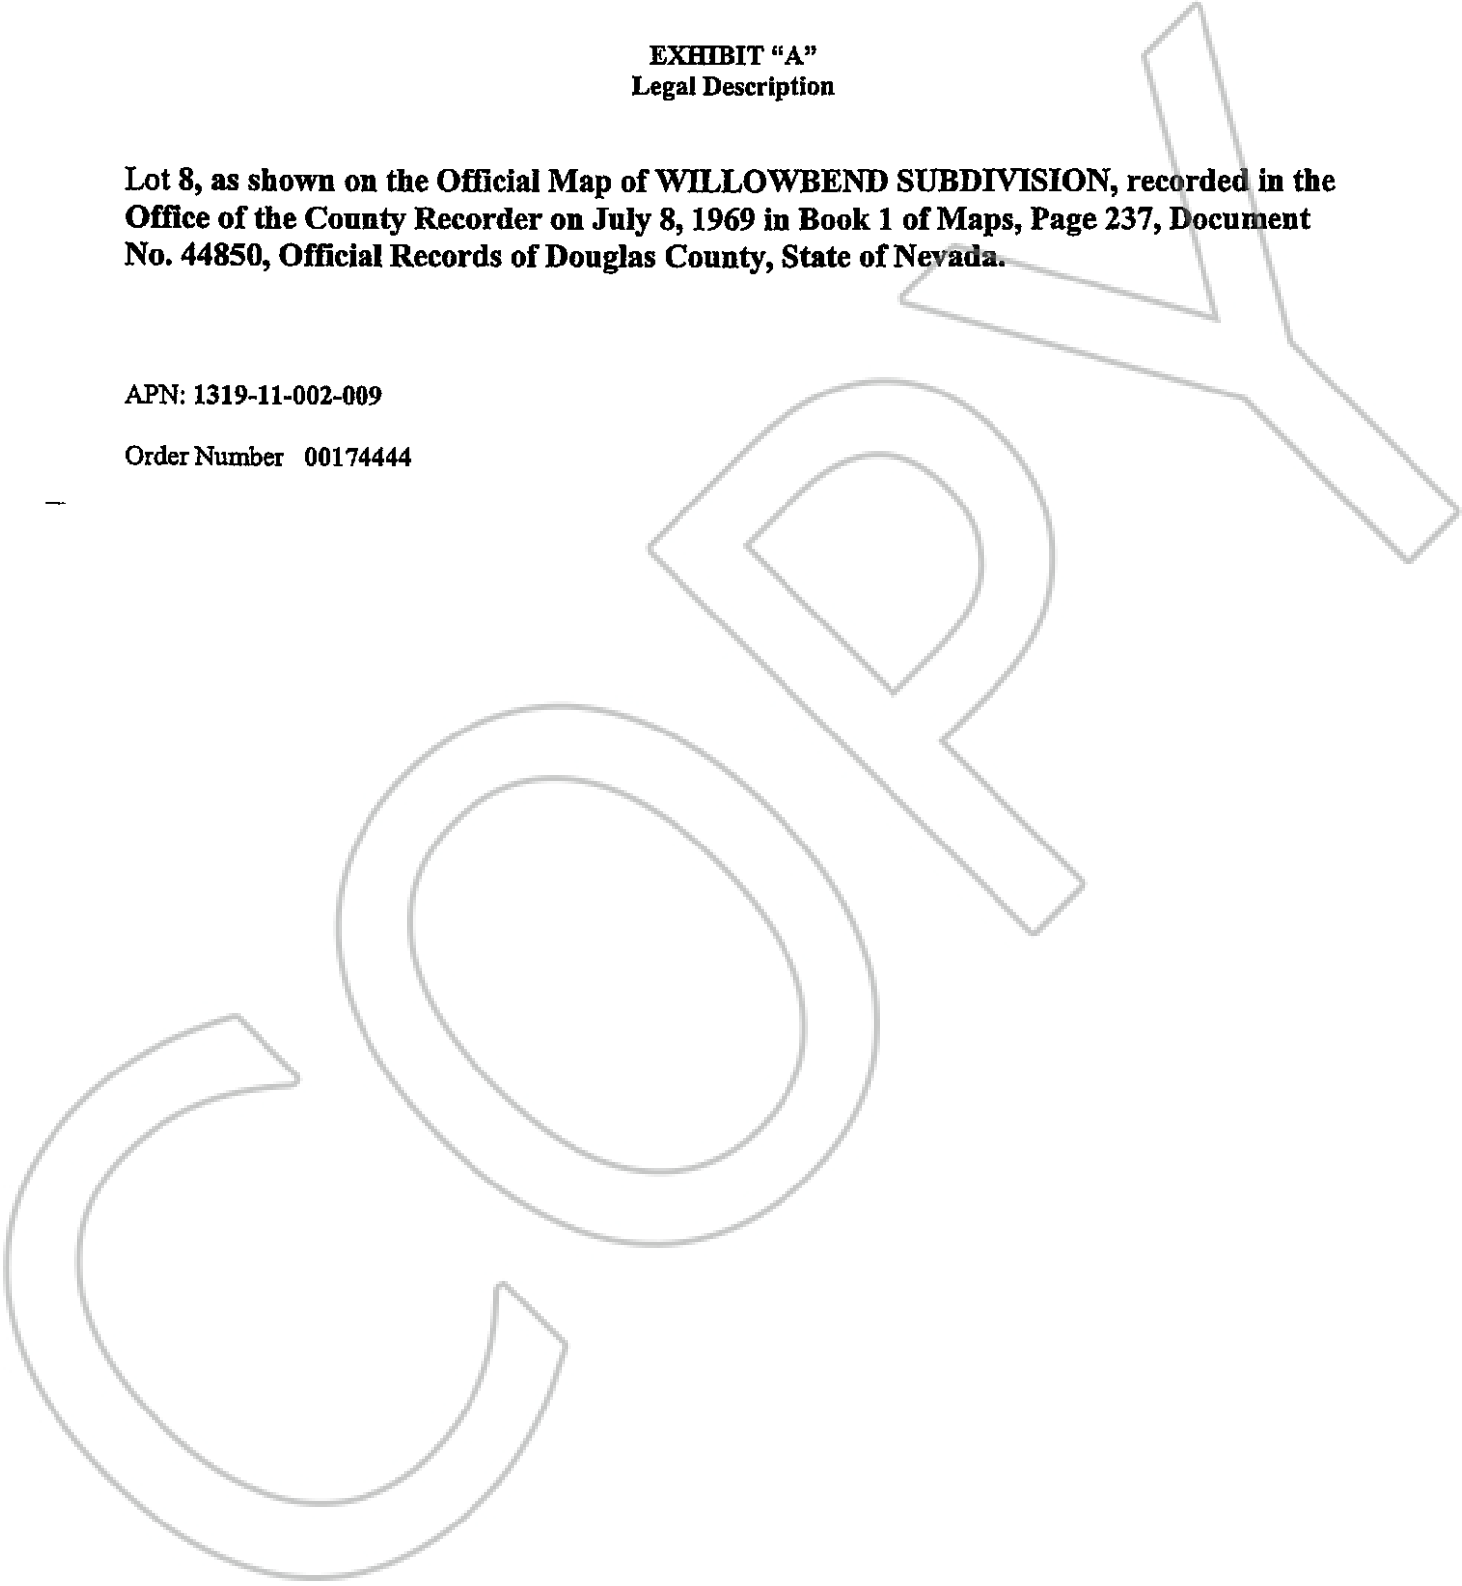 EXHIBIT “A”
Legal Description
Lot 8, as shown on the Official Map of WILLOWBEND SUBDIVISION, recorded in the
Office of the County Recorder on July 8, 1969 in Book 1 of Maps, Page 237, Document
No. 44850, Official Records of Douglas County, State of Nevada.
APN: 1319-11-002-009
Order Number 00174444
COPY